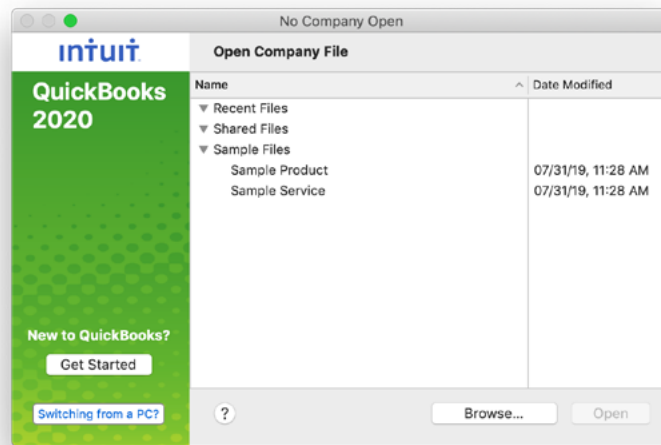 No Company Open
intuit
Open Company File
QuickBooks
2020
Name
Date Modified
Recent Files
Shared Files
Sample Files
Sample Product
07/31/19, 11:28 AM
Sample Service
07/31/19, 11:28 AM
New to QuickBooks?
Get Started
Switching from a PC?
?
Browse...
Open